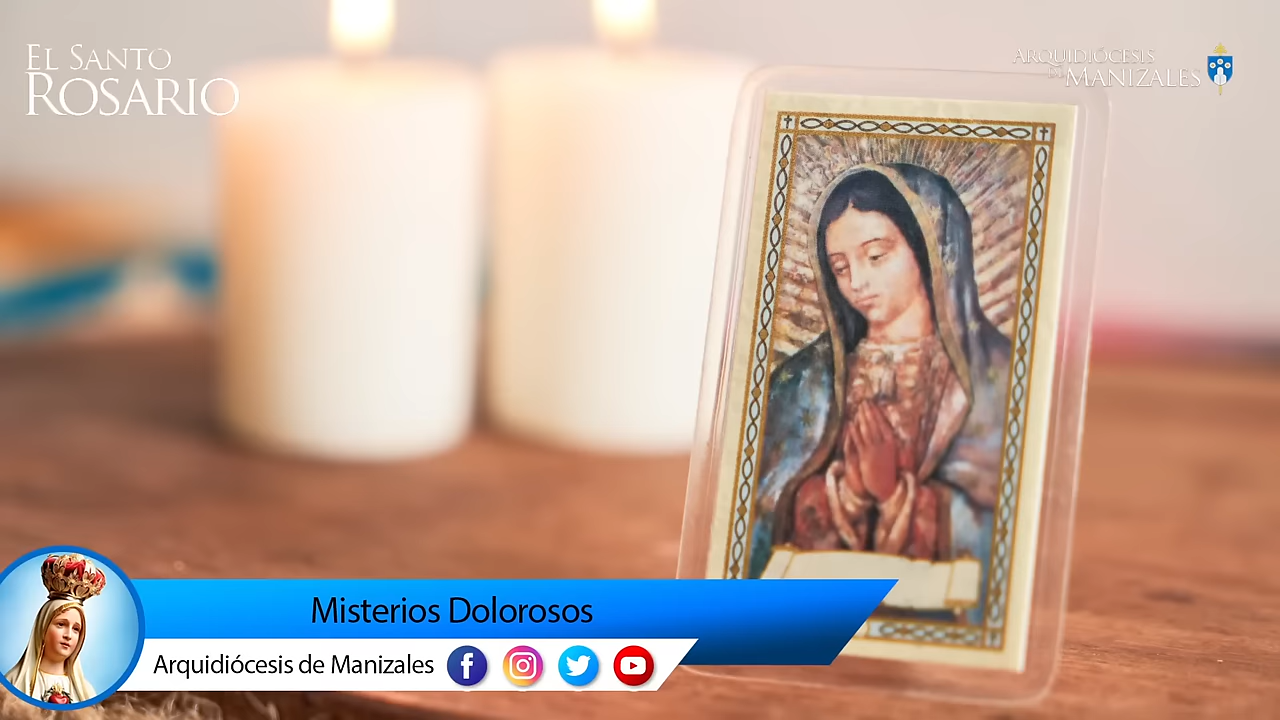 EL SANTO
ROSARIO
ARQUIDIÓCESIS
DE MANIZALES
Misterios Dolorosos
Arquidiócesis de Manizales